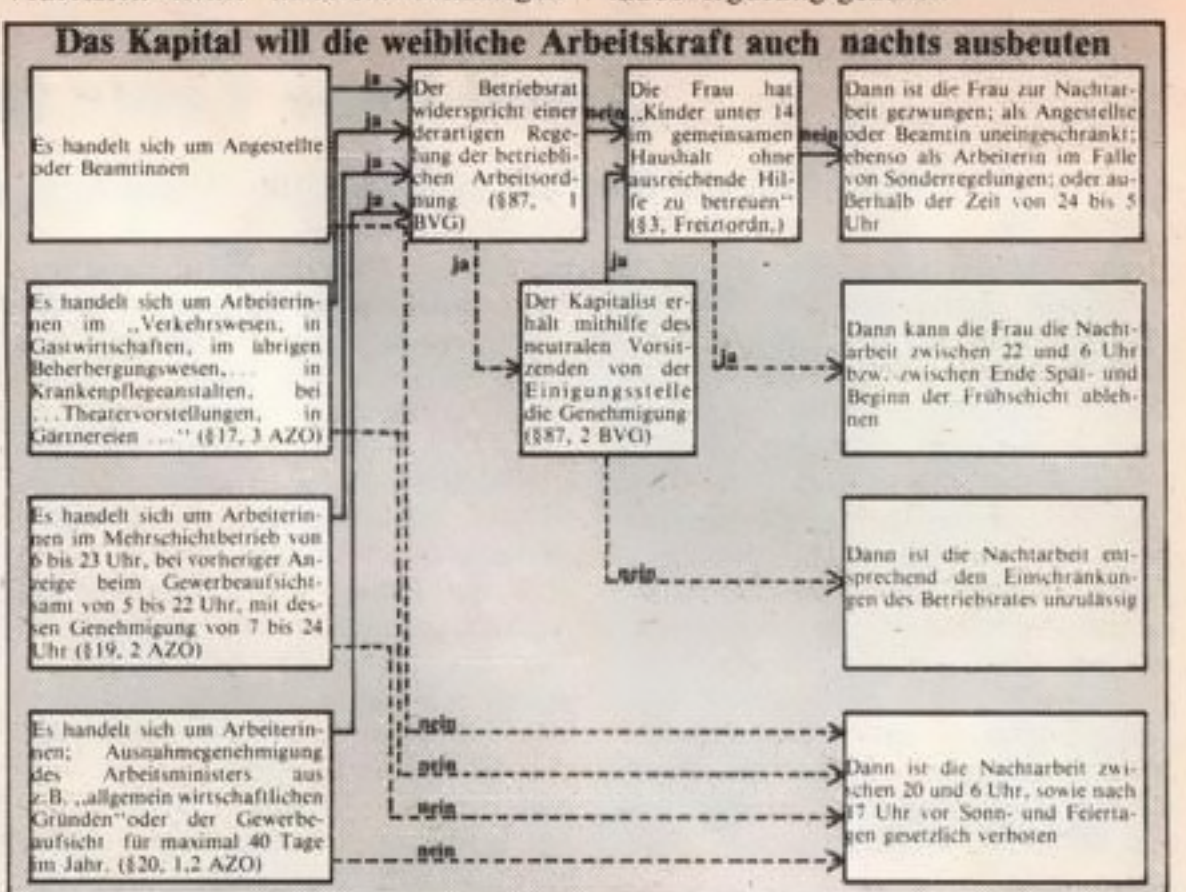 Das Kapital will die weibliche Arbeitskraft auch nachts ausbeuten
Es handelt sich um Angestellte
oder Beamtinnen
ja
ja
ja
ja
Der Betriebsrat
widerspricht einer
derartigen Rege-
lung der betriebli-
chen Arbeitsord-
nung (§87, 1
BVG)
nein
Die Frau hat
„Kinder unter 14
im gemeinsamen
Haushalt ohne
ausreichende Hil-
fe zu betreuen“
(§3, Freiztordn.)
nein
Dann ist die Frau zur Nachtar-
beit gezwungen; als Angestellte
oder Beamtin uneingeschränkt;
ebenso als Arbeiterin im Falle
von Sonderregelungen; oder au-
ßerhalb der Zeit von 24 bis 5
Uhr
Es handelt sich um Arbeiterin-
nen im „Verkehrswesen, in
Gastwirtschaften, im übrigen
Beherbergungswesen,... in
Krankenpflegeanstalten, bei
...Theatervorstellungen, in
Gärtnereien ...“ (§17, 3 AZO)
ja
Der Kapitalist er-
hält mithilfe des
neutralen Vorsit-
zenden von der
Einigungsstelle
die Genehmigung
(§87, 2 BVG)
ja
ja
Dann kann die Frau die Nacht-
arbeit zwischen 22 und 6 Uhr
bzw. zwischen Ende Spät- und
Beginn der Frühschicht ableh-
nen
Es handelt sich um Arbeiterin-
nen im Mehrschichtbetrieb von
6 bis 23 Uhr, bei vorheriger An-
zeige beim Gewerbeaufsicht-
samt von 5 bis 22 Uhr, mit des-
sen Genehmigung von 7 bis 24
Uhr (§19, 2 AZO)
nein
Dann ist die Nachtarbeit ent-
sprechend den Einschränkun-
gen des Betriebsrates unzulässig
Es handelt sich um Arbeiterin-
nen; Ausnahmegenehmigung
des Arbeitsministers aus
z.B. „allgemein wirtschaftlichen
Gründen“oder der Gewerbe-
aufsicht für maximal 40 Tage
im Jahr. (§20, 1,2 AZO)
nein
nein
nein
nein
Dann ist die Nachtarbeit zwi-
schen 20 und 6 Uhr, sowie nach
17 Uhr vor Sonn- und Feierta-
gen gesetzlich verboten